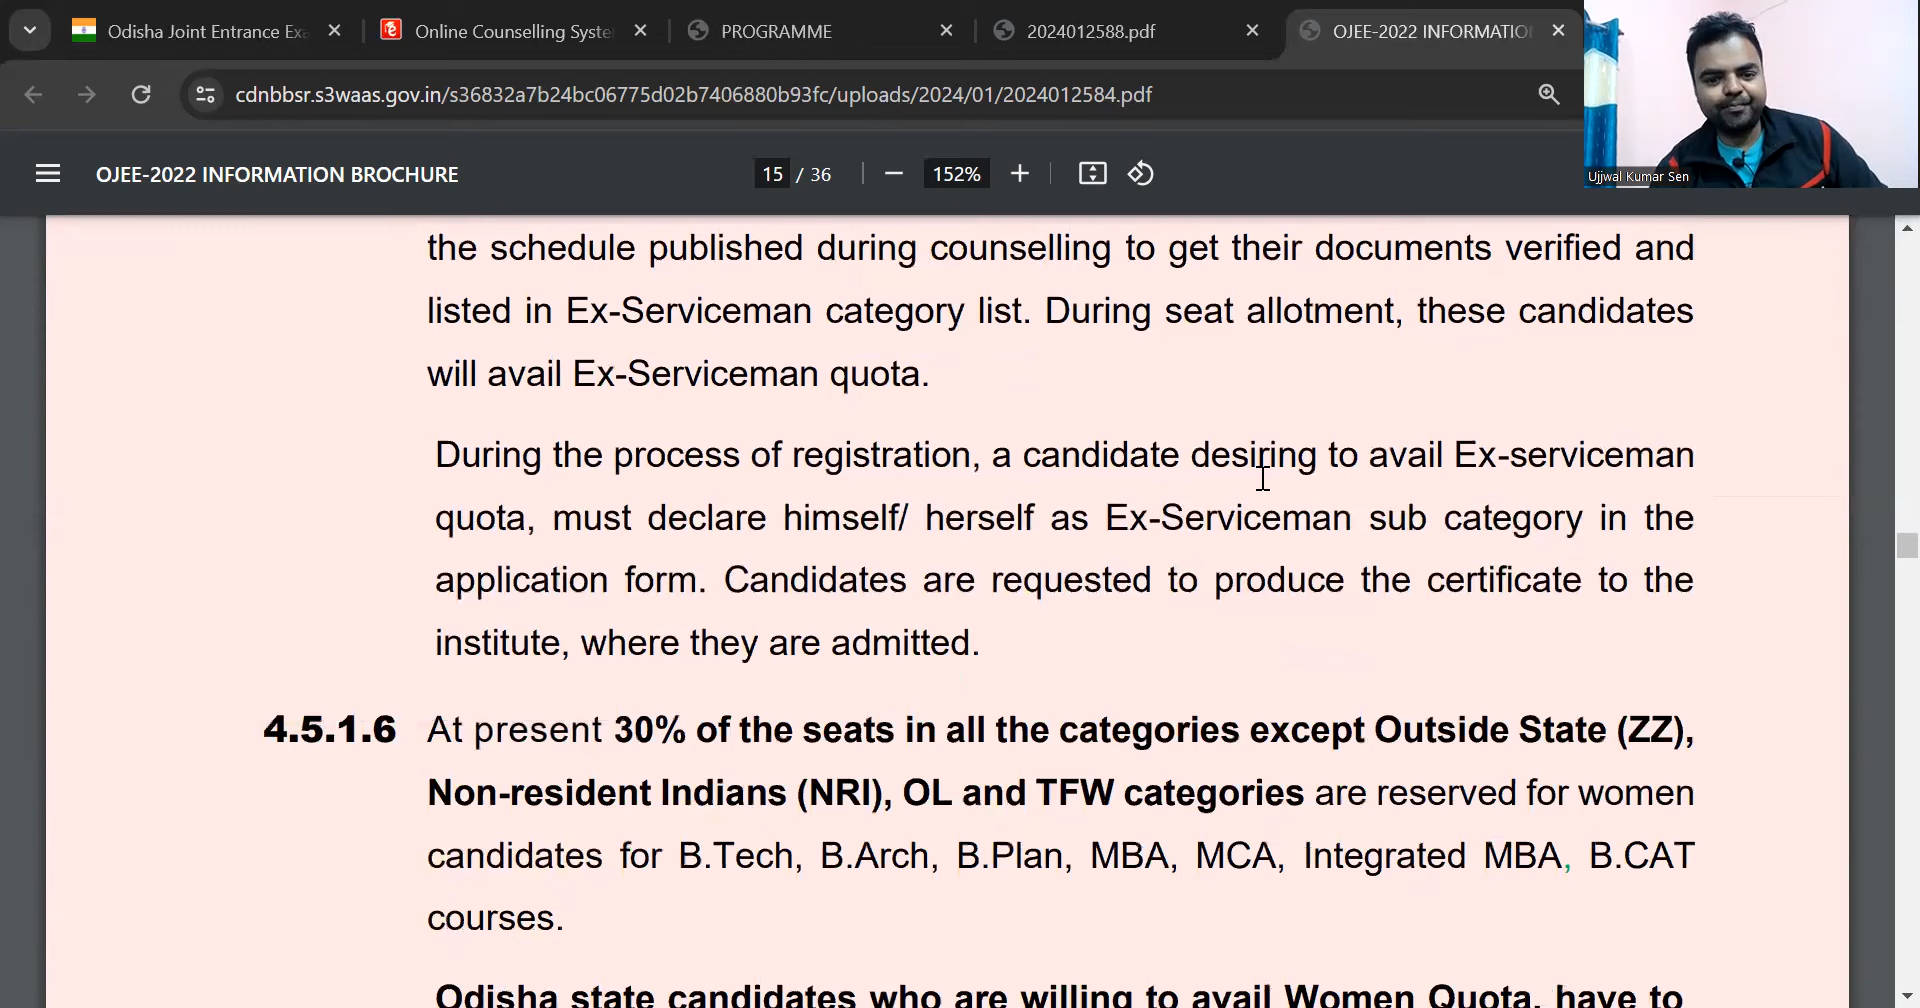 Odisha Joint Entrance Exa
Online Counselling Syste
PROGRAMME
2024012588.pdf
OJEE-2022 INFORMATIO
cdnbbsr.s3waas.gov.in/s36832a7b24bc06775d02b7406880b93fc/uploads/2024/01/2024012584.pdf
OJEE-2022 INFORMATION BROCHURE
15 / 36
152%
Ujjwal Kumar Sen
the schedule published during counselling to get their documents verified and
listed in Ex-Serviceman category list. During seat allotment, these candidates
will avail Ex-Serviceman quota.
During the process of registration, a candidate desiring to avail Ex-serviceman
quota, must declare himself/ herself as Ex-Serviceman sub category in the
application form. Candidates are requested to produce the certificate to the
institute, where they are admitted.
4.5.1.6 At present 30% of the seats in all the categories except Outside State (ZZ),
Non-resident Indians (NRI), OL and TFW categories are reserved for women
candidates for B.Tech, B.Arch, B.Plan, MBA, MCA, Integrated MBA, B.CAT
courses.
Odisha state candidates who are willing to avail Women Quota, have to